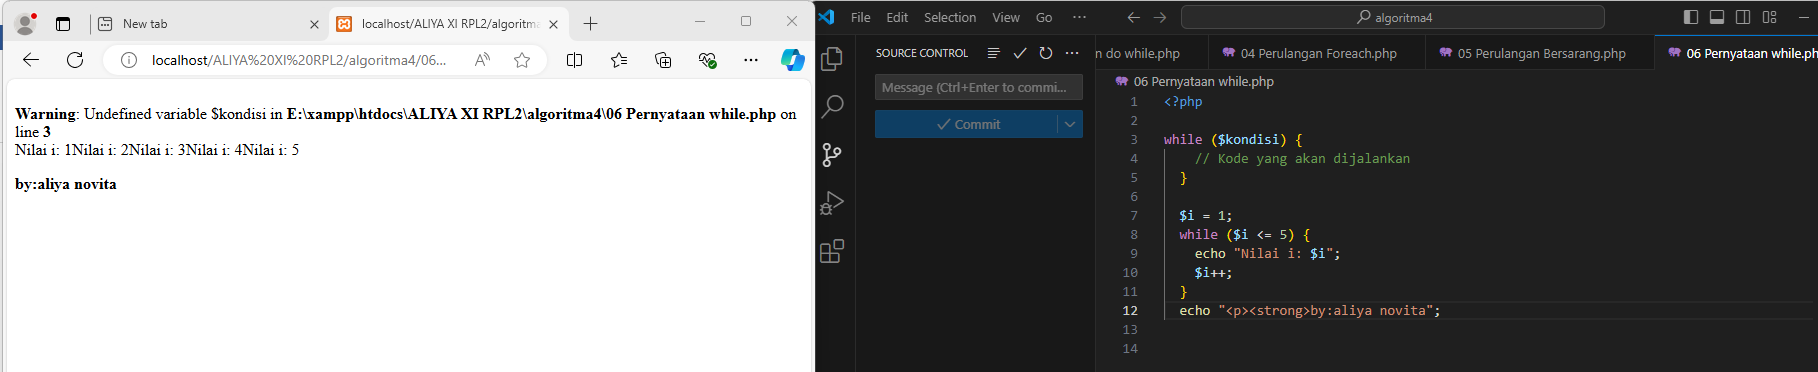 New tab
localhost/ALIYA XI RPL2/algoritma
localhost/ALIYA%20XI%20RPL2/algoritma4/06...
Warning: Undefined variable $kondisi in E:\xampp\htdocs\ALIYA XI RPL2\algoritma4\06 Pernyataan while.php on
line 3
Nilai i: 1Nilai i: 2Nilai i: 3Nilai i: 4Nilai i: 5
by:aliya novita
File Edit Selection View Go ...
algoritma4
SOURCE CONTROL
Message (Ctrl+Enter to commi...
Commit
n do while.php
04 Perulangan Foreach.php
05 Perulangan Bersarang.php
06 Pernyataan while.ph
06 Pernyataan while.php
1 <?php
2
3 while ($kondisi) {
4 // Kode yang akan dijalankan
5 }
6
7 $i = 1;
8 while ($i <= 5) {
9 echo "Nilai i: $i";
10 $i++;
11 }
12 echo "<p><strong>by:aliya novita";
13
14